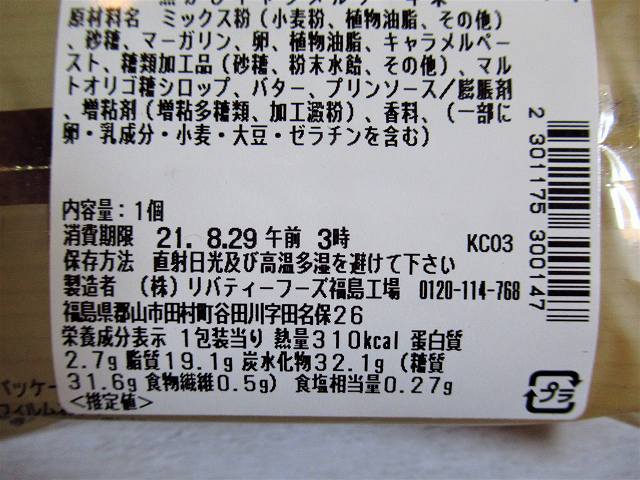 原材料名 ミックス粉（小麦粉、植物油脂、その他）
、砂糖、マーガリン、卵、植物油脂、キャラメルペー
スト、糖類加工品（砂糖、粉末水飴、その他）、マル
トオリゴ糖シロップ、バター、プリンソース／膨脹剤
、増粘剤（増粘多糖類、加工澱粉）、香料、（一部に
卵・乳成分・小麦・大豆・ゼラチンを含む）
内容量：1個
消費期限 21. 8.29 午前 3時 KC03
保存方法 直射日光及び高温多湿を避けて下さい
製造者 （株）リバティーフーズ福島工場 0120-114-768
福島県郡山市田村町谷田川字田名保26
栄養成分表示 1包装当り 熱量310kcal 蛋白質
2.7g 脂質19.1g 炭水化物32.1g（糖質
31.6g 食物繊維0.5g） 食塩相当量0.27g
<推定値>
2 301175 300147
プラ
パッケー
フィルム